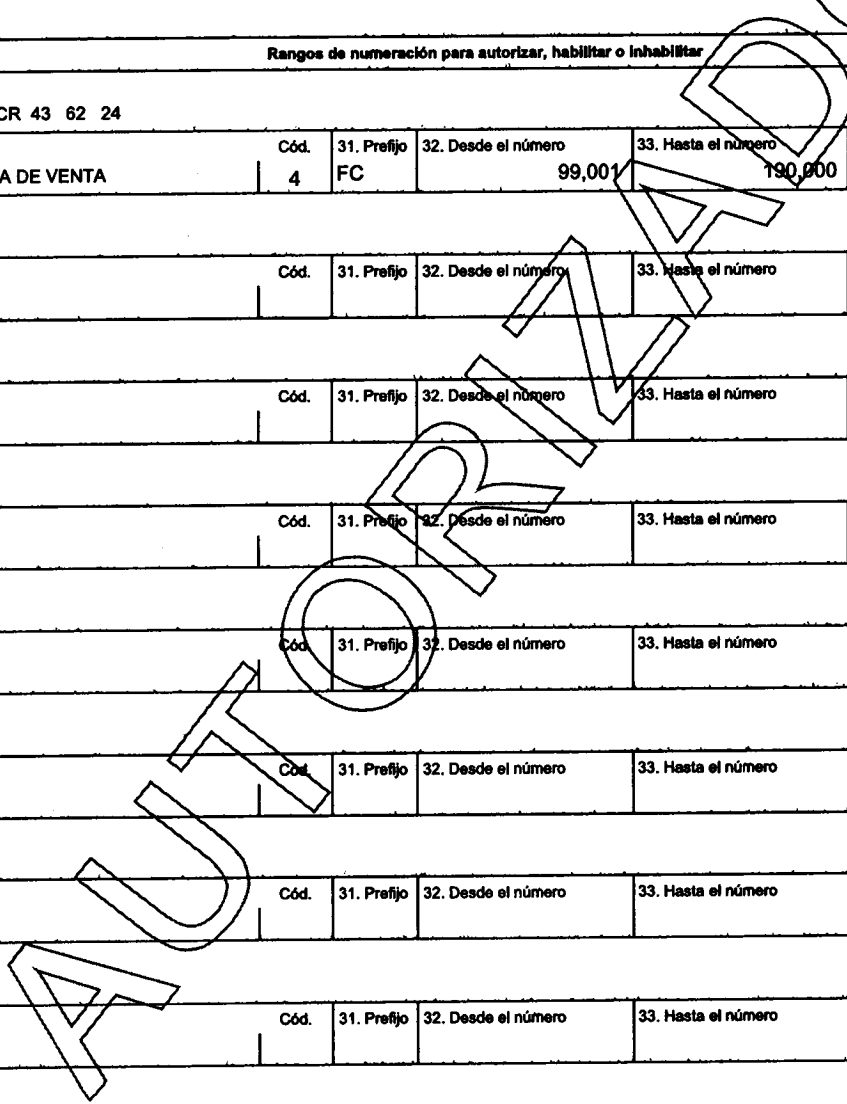 Rangos de numeración para autorizar, habilitar o inhabilitar
CR 43 62 24
Cód. 31. Prefijo 32. Desde el número 33. Hasta el número
A DE VENTA 4 FC 99,001 190,000
Cód. 31. Prefijo 32. Desde el número 33. Hasta el número
Cód. 31. Prefijo 32. Desde el número 33. Hasta el número
Cód. 31. Prefijo 32. Desde el número 33. Hasta el número
Cód. 31. Prefijo 32. Desde el número 33. Hasta el número
Cód. 31. Prefijo 32. Desde el número 33. Hasta el número
Cód. 31. Prefijo 32. Desde el número 33. Hasta el número
Cód. 31. Prefijo 32. Desde el número 33. Hasta el número
AUTORIZAD